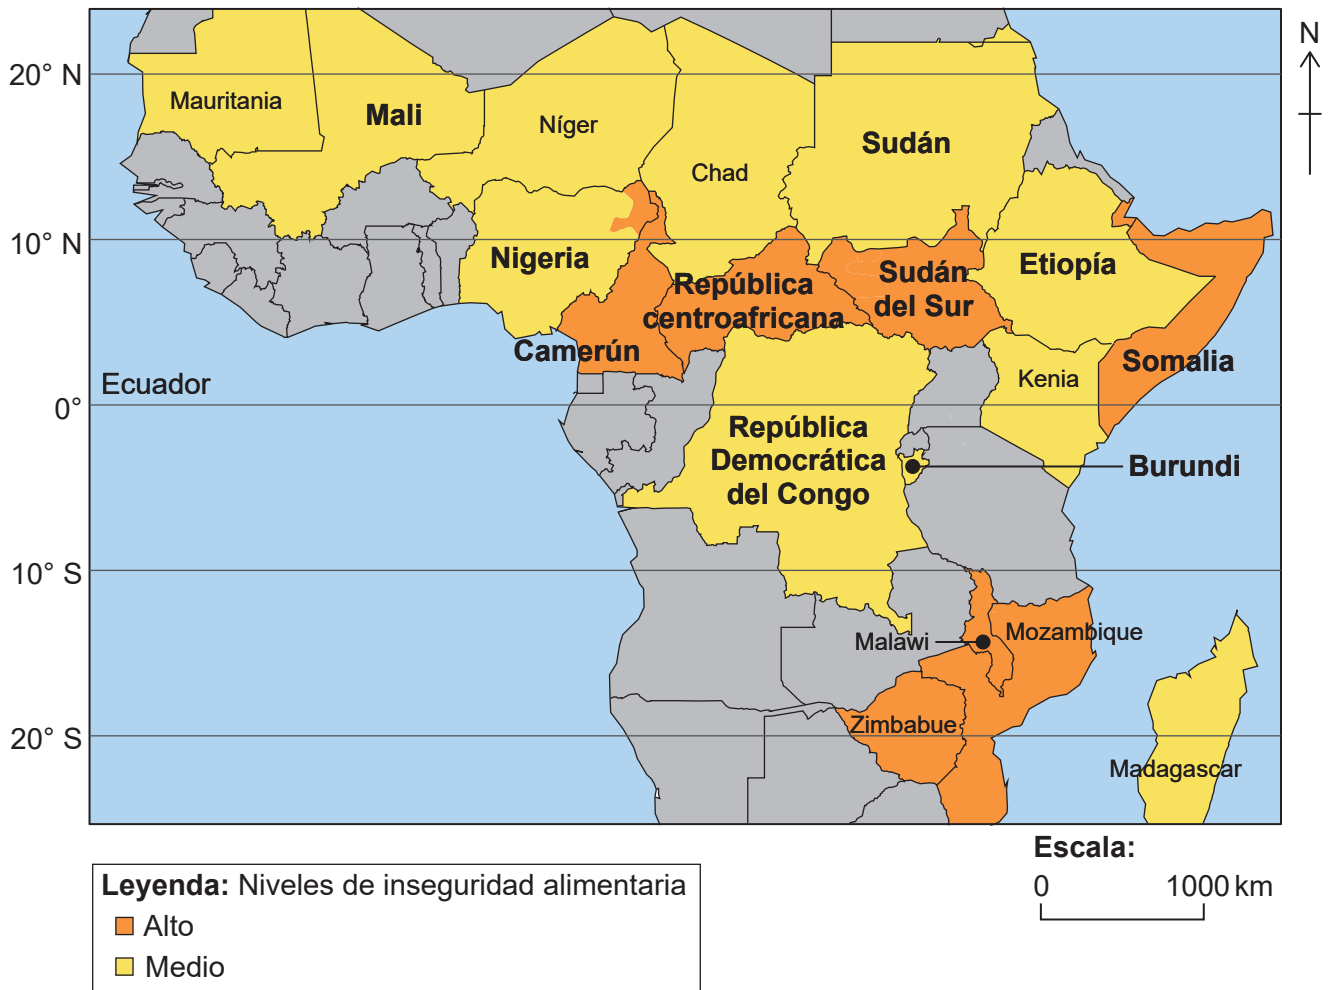 N
20° N
Mauritania
Mali
Níger
Chad
Sudán
10° N
Nigeria
República
centroafricana
Sudán
del Sur
Etiopía
Camerún
Somalia
Ecuador
Kenia
0°
República
Democrática
del Congo
Burundi
10° S
Malawi
Mozambique
Zimbabue
20° S
Madagascar
Escala:
0 1000 km
Leyenda: Niveles de inseguridad alimentaria
Alto
Medio